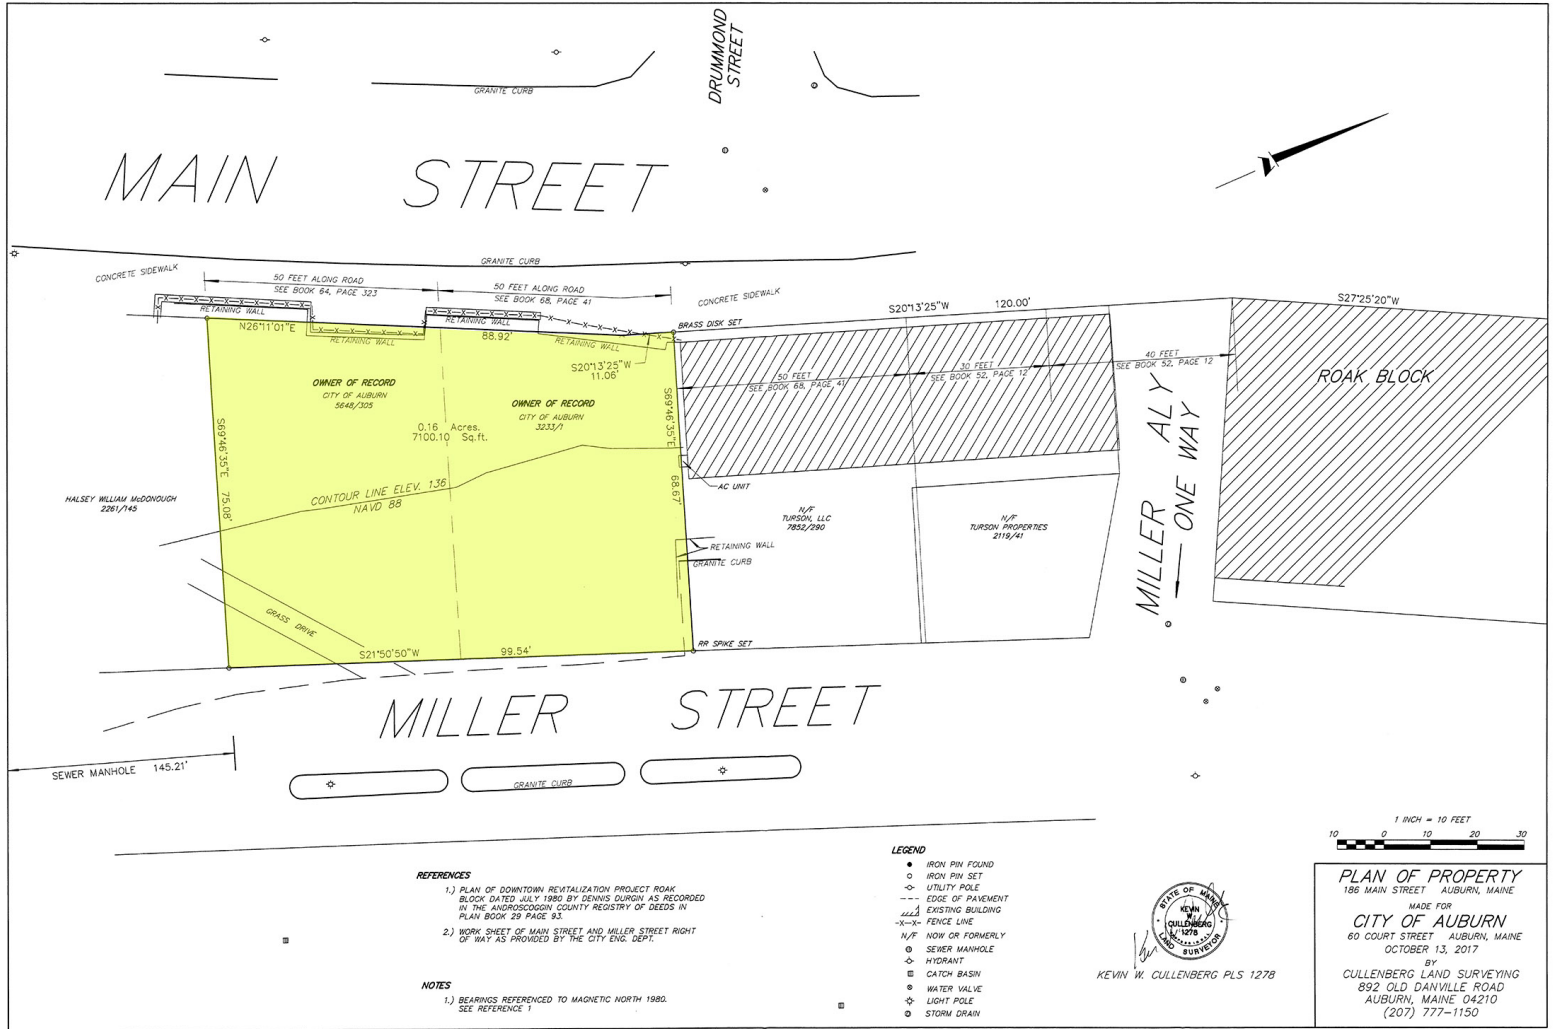 DRUMMOND
STREET
GRANITE CURB
MAIN STREET
GRANITE CURB
CONCRETE SIDEWALK
50 FEET ALONG ROAD
SEE BOOK 64, PAGE 323
50 FEET ALONG ROAD
SEE BOOK 68, PAGE 41
CONCRETE SIDEWALK
RETAINING WALL
RETAINING WALL
N26°11'01"E
88.92'
RETAINING WALL
RETAINING WALL
BRASS DISK SET
S20°13'25"W 120.00'
S27°25'20"W
S20°13'25"W
11.06'
50 FEET
SEE BOOK 68, PAGE 41
30 FEET
SEE BOOK 52, PAGE 12
40 FEET
SEE BOOK 52, PAGE 12
ROAK BLOCK
OWNER OF RECORD
CITY OF AUBURN
5648/305
OWNER OF RECORD
CITY OF AUBURN
3233/1
0.16 Acres.
7100.10 Sq.ft.
S69°46'35"E 75.08'
S69°46'35"E 68.67'
CONTOUR LINE ELEV. 136
NAVD 88
AC UNIT
HALSEY WILLIAM McDONOUGH
2261/145
N/F
TURSON, LLC
7852/290
N/F
TURSON PROPERTIES
2119/41
MILLER ALY
ONE WAY
RETAINING WALL
GRANITE CURB
GRASS DRIVE
S21°50'50"W 99.54'
RR SPIKE SET
MILLER STREET
SEWER MANHOLE 145.21'
GRANITE CURB
REFERENCES
1.) PLAN OF DOWNTOWN REVITALIZATION PROJECT ROAK
BLOCK DATED JULY 1980 BY DENNIS DURGIN AS RECORDED
IN THE ANDROSCOGGIN COUNTY REGISTRY OF DEEDS IN
PLAN BOOK 29 PAGE 93.
2.) WORK SHEET OF MAIN STREET AND MILLER STREET RIGHT
OF WAY AS PROVIDED BY THE CITY ENG. DEPT.
NOTES
1.) BEARINGS REFERENCED TO MAGNETIC NORTH 1980.
SEE REFERENCE 1
LEGEND
IRON PIN FOUND
IRON PIN SET
UTILITY POLE
EDGE OF PAVEMENT
EXISTING BUILDING
FENCE LINE
N/F NOW OR FORMERLY
SEWER MANHOLE
HYDRANT
CATCH BASIN
WATER VALVE
LIGHT POLE
STORM DRAIN
STATE OF MAINE
KEVIN
W.
CULLENBERG
1278
LAND SURVEYOR
KEVIN W. CULLENBERG PLS 1278
1 INCH = 10 FEET
10 0 10 20 30
PLAN OF PROPERTY
186 MAIN STREET AUBURN, MAINE
MADE FOR
CITY OF AUBURN
60 COURT STREET AUBURN, MAINE
OCTOBER 13, 2017
BY
CULLENBERG LAND SURVEYING
892 OLD DANVILLE ROAD
AUBURN, MAINE 04210
(207) 777-1150